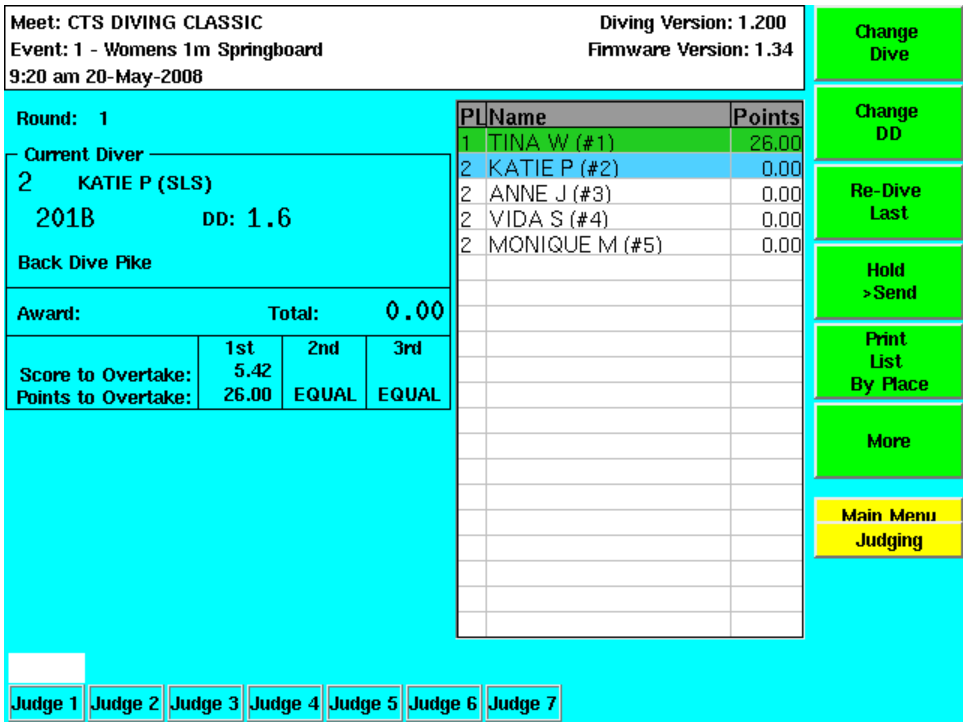 Meet: CTS DIVING CLASSIC
Diving Version: 1.200
Event: 1 - Womens 1m Springboard
Firmware Version: 1.34
9:20 am 20-May-2008
Round: 1
Current Diver
2 KATIE P (SLS)
201B DD: 1.6
Back Dive Pike
Award: Total: 0.00
1st 2nd 3rd
Score to Overtake: 5.42
Points to Overtake: 26.00 EQUAL EQUAL
PL Name Points
1 TINA W (#1) 26.00
2 KATIE P (#2) 0.00
2 ANNE J (#3) 0.00
2 VIDA S (#4) 0.00
2 MONIQUE M (#5) 0.00
Change
Dive
Change
DD
Re-Dive
Last
Hold
>Send
Print
List
By Place
More
Main Menu
Judging
Judge 1 Judge 2 Judge 3 Judge 4 Judge 5 Judge 6 Judge 7